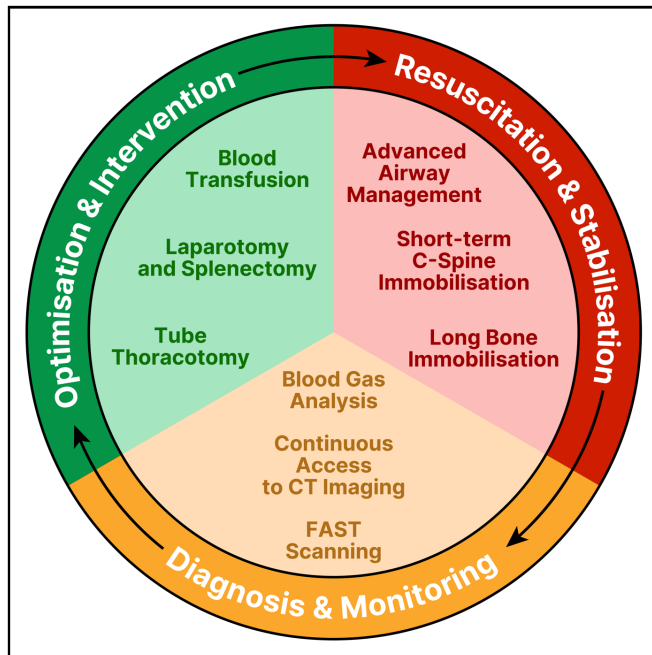 Optimisation & Intervention
Resuscitation & Stabilisation
Diagnosis & Monitoring
Blood
Transfusion
Laparotomy
and Splenectomy
Tube
Thoracotomy
Advanced
Airway
Management
Short-term
C-Spine
Immobilisation
Long Bone
Immobilisation
Blood Gas
Analysis
Continuous
Access
to CT Imaging
FAST
Scanning